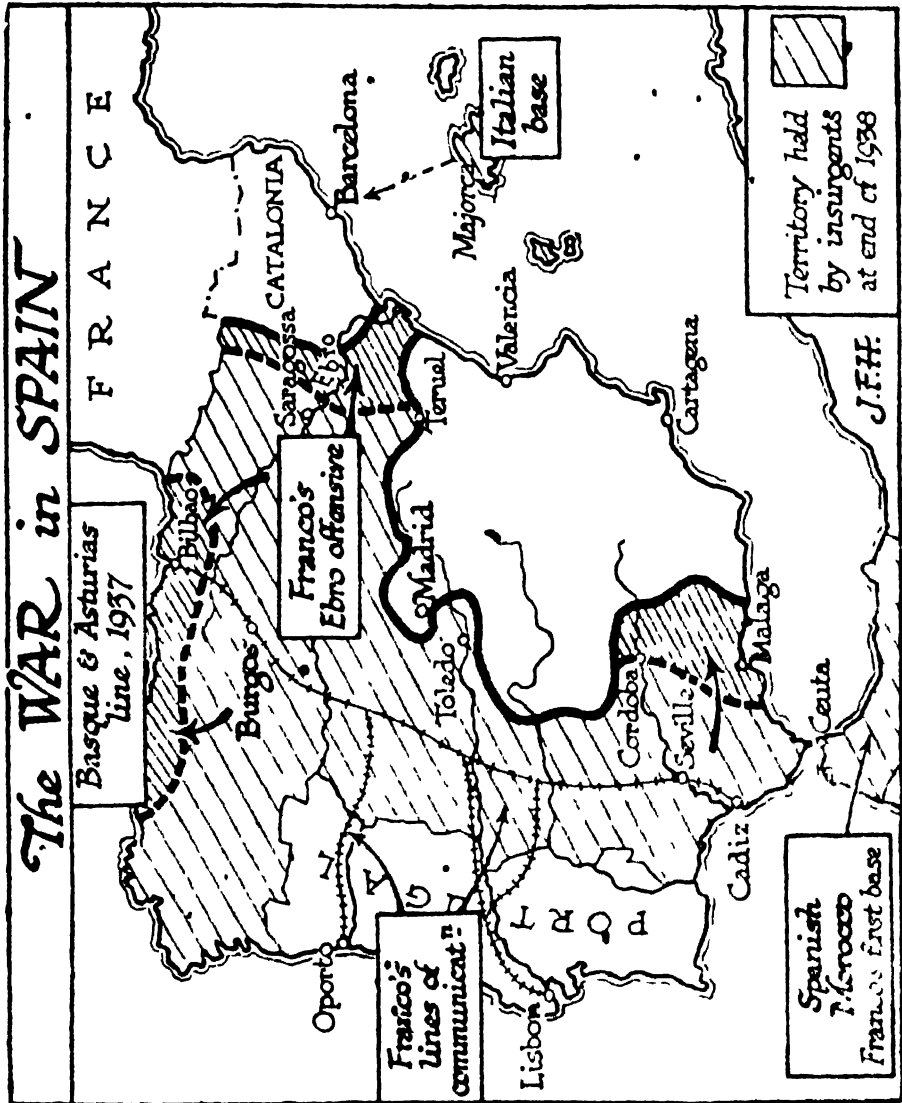 The WAR in SPAIN
Basque & Asturias
line, 1937
FRANCE
Bilbao
Burgos
Saragossa
CATALONIA
Ebro
Barcelona
Franco's
Ebro offensive
Teruel
Majorca
Italian
base
Oporto
PORTUGAL
Madrid
Toledo
Valencia
Franco's
lines of
communicatn
Lisbon
Cordoba
Seville
Cartagena
Malaga
Cadiz
Ceuta
Spanish
Morocco
Franco's first base
J.F.H.
Territory held
by insurgents
at end of 1938